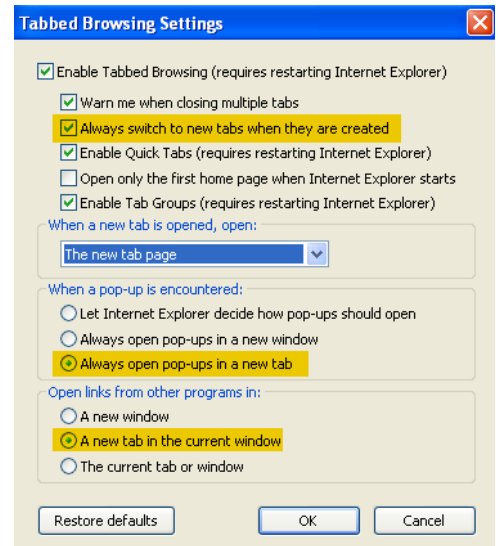 Tabbed Browsing Settings
Enable Tabbed Browsing (requires restarting Internet Explorer)
Warn me when closing multiple tabs
Always switch to new tabs when they are created
Enable Quick Tabs (requires restarting Internet Explorer)
Open only the first home page when Internet Explorer starts
Enable Tab Groups (requires restarting Internet Explorer)
When a new tab is opened, open:
The new tab page
When a pop-up is encountered:
Let Internet Explorer decide how pop-ups should open
Always open pop-ups in a new window
Always open pop-ups in a new tab
Open links from other programs in:
A new window
A new tab in the current window
The current tab or window
Restore defaults OK Cancel